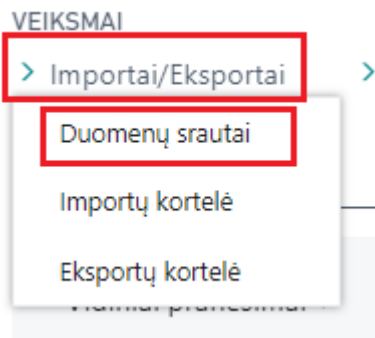 VEIKSMAI
Importai/Eksportai
Duomenų srautai
Importų kortelė
Eksportų kortelė